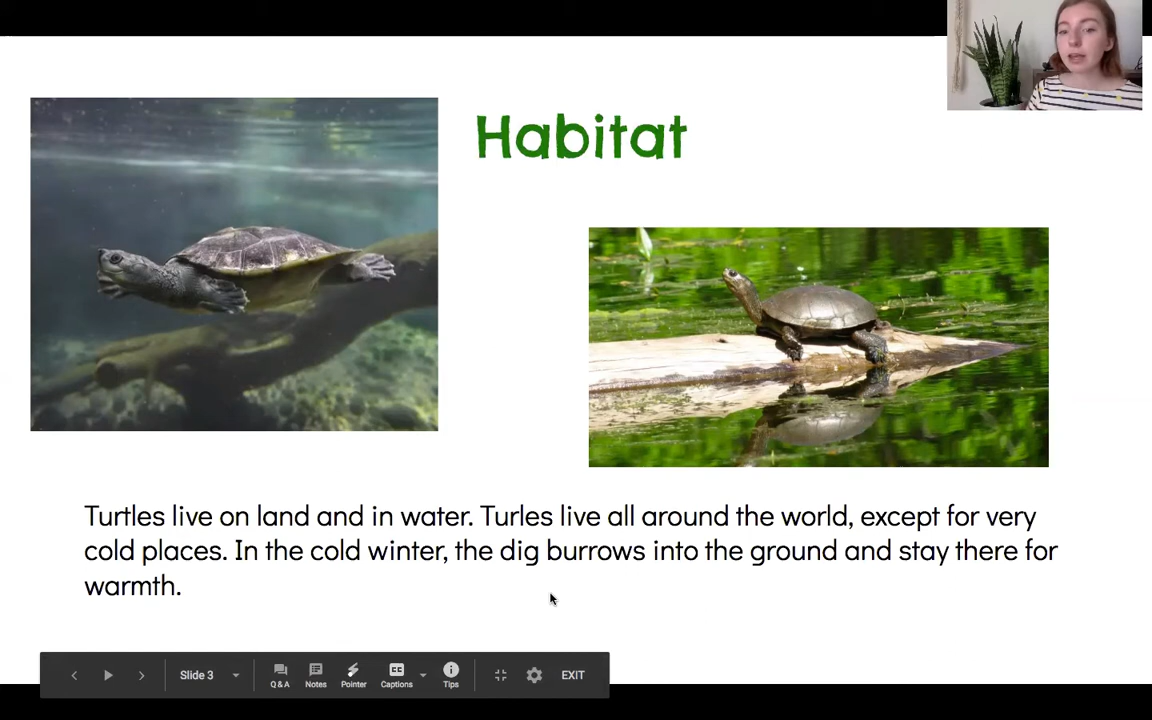 Habitat
Turtles live on land and in water. Turles live all around the world, except for very
cold places. In the cold winter, the dig burrows into the ground and stay there for
warmth.
Slide 3
Q&A
Notes
Pointer
Captions
Tips
EXIT